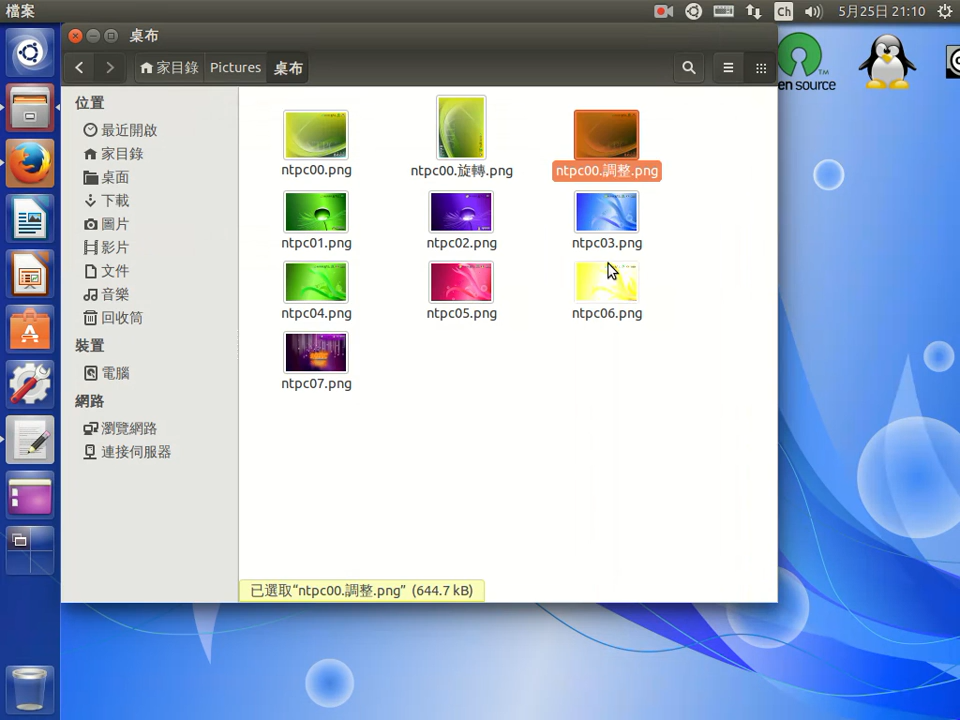 檔案
Ch
5月25日 21:10
桌布
家目錄
Pictures
桌布
en source
TM
位置
最近開啟
家目錄
桌面
下載
圖片
影片
文件
音樂
回收筒
裝置
電腦
網路
瀏覽網路
連接伺服器
ntpc00.png
ntpc00.旋轉.png
ntpc00.調整.png
ntpc01.png
ntpc02.png
ntpc03.png
ntpc04.png
ntpc05.png
ntpc06.png
ntpc07.png
已選取“ntpc00.調整.png” (644.7 kB)